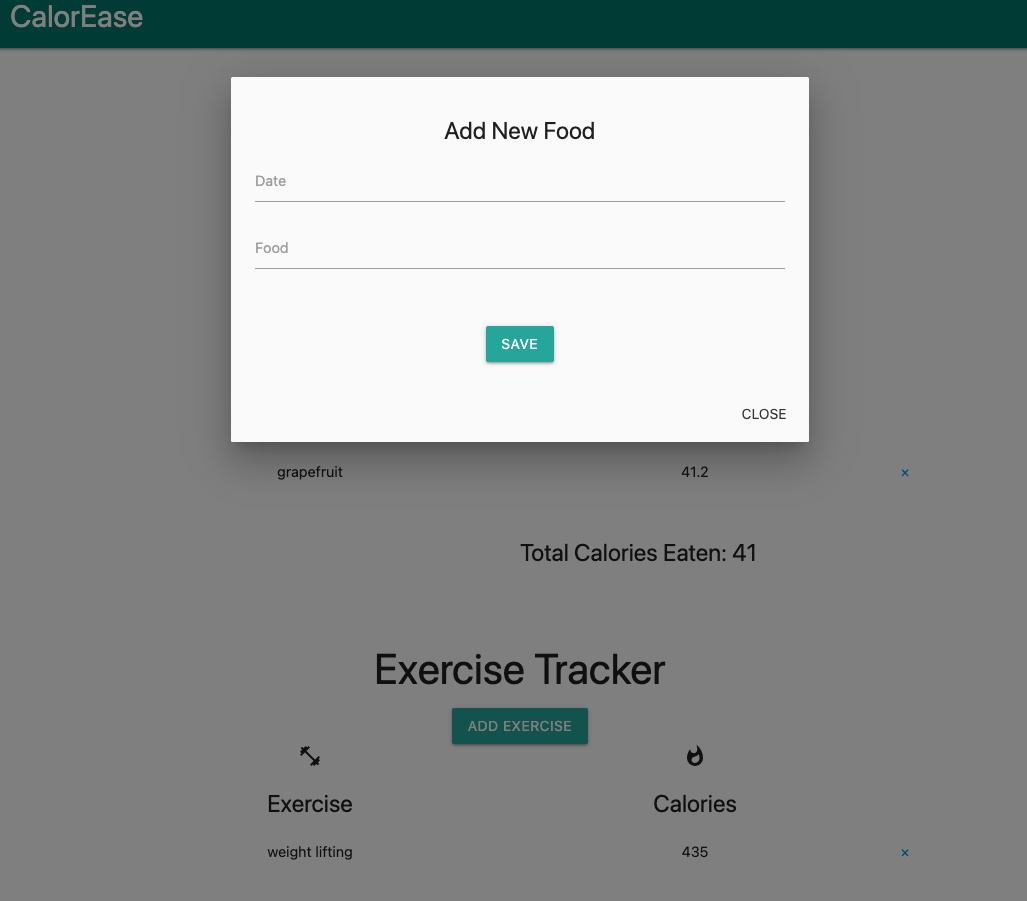 CalorEase
Add New Food
Date
Food
SAVE
CLOSE
grapefruit 41.2 ×
Total Calories Eaten: 41
Exercise Tracker
ADD EXERCISE
Exercise Calories
weight lifting 435 ×